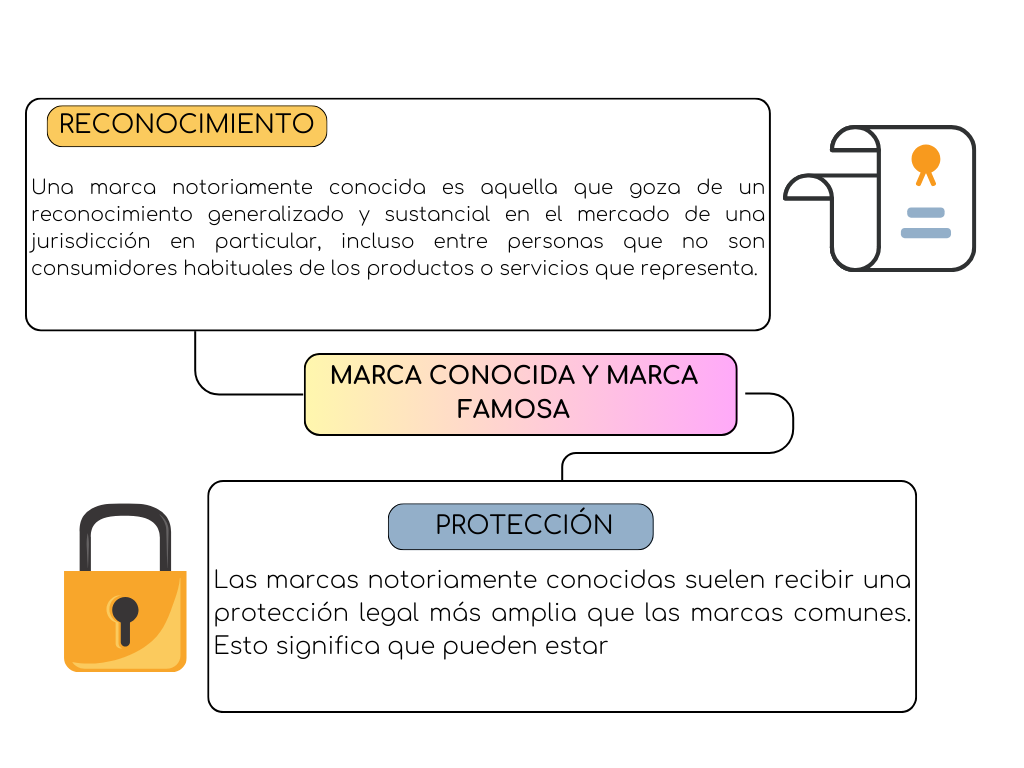 RECONOCIMIENTO
Una marca notoriamente conocida es aquella que goza de un
reconocimiento generalizado y sustancial en el mercado de una
jurisdicción en particular, incluso entre personas que no son
consumidores habituales de los productos o servicios que representa.
MARCA CONOCIDA Y MARCA
FAMOSA
PROTECCIÓN
Las marcas notoriamente conocidas suelen recibir una
protección legal más amplia que las marcas comunes.
Esto significa que pueden estar